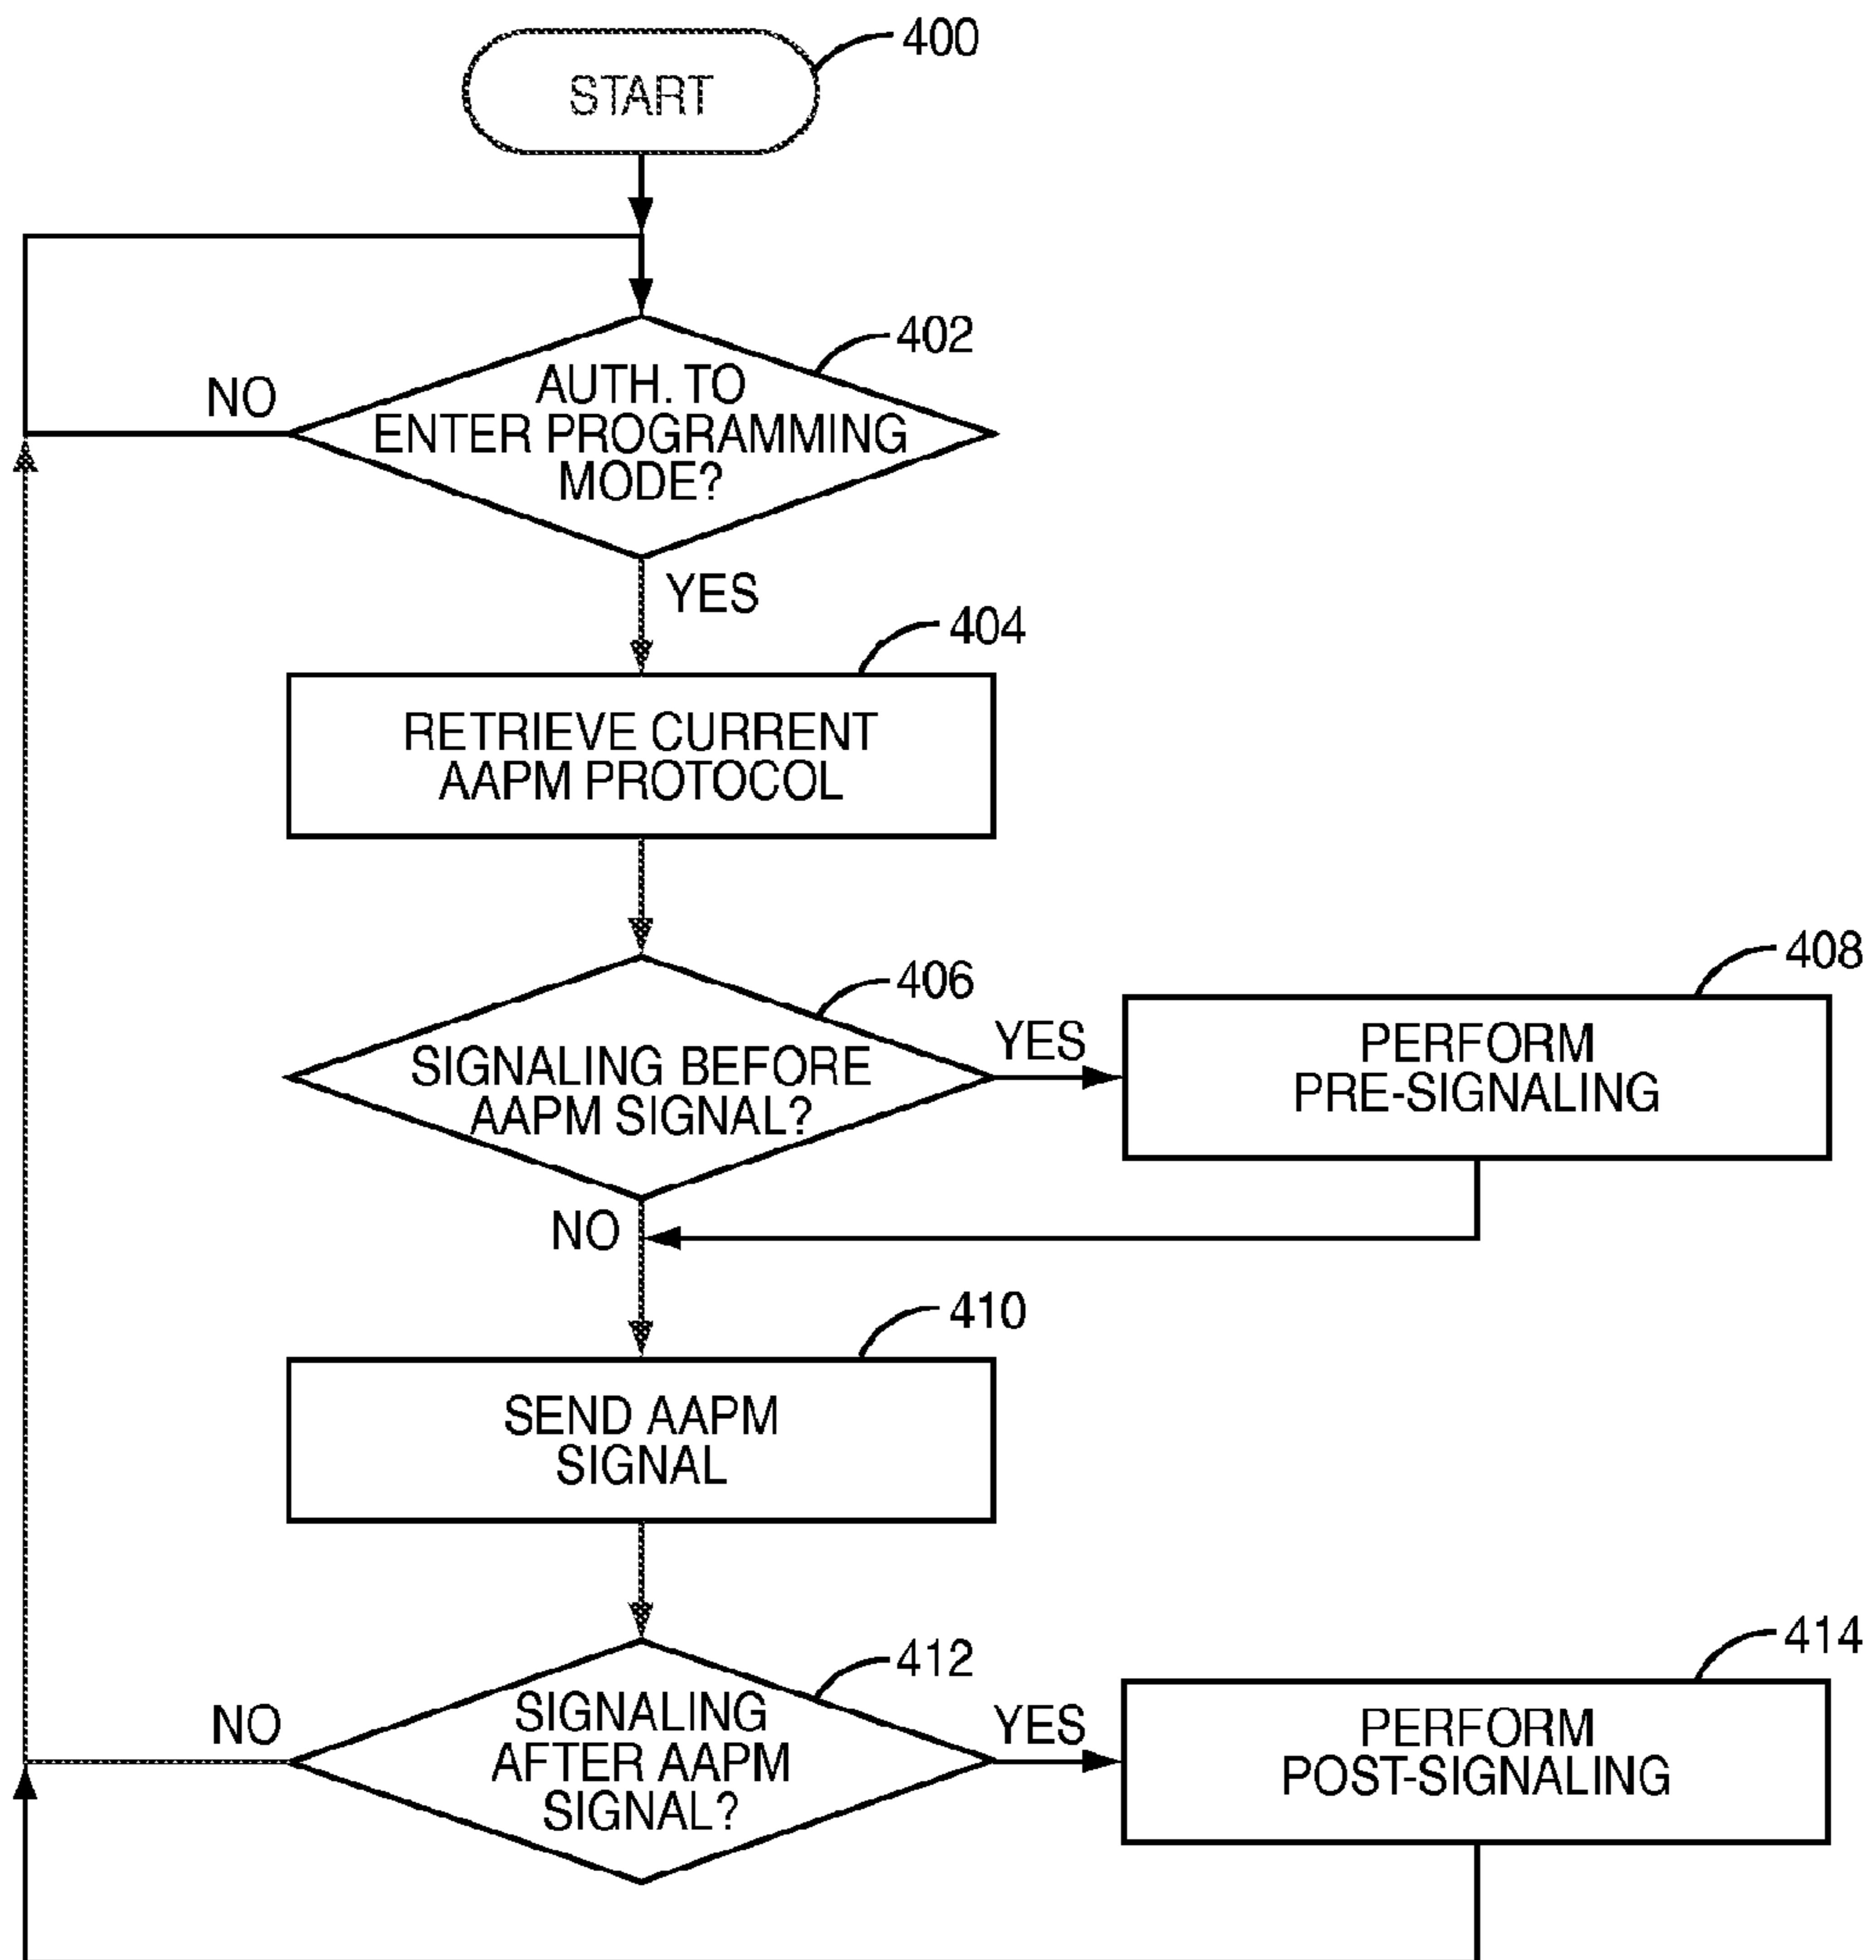 400
START
402
NO
AUTH. TO
ENTER PROGRAMMING
MODE?
YES
404
RETRIEVE CURRENT
AAPM PROTOCOL
406
SIGNALING BEFORE
AAPM SIGNAL?
YES
408
PERFORM
PRE-SIGNALING
NO
410
SEND AAPM
SIGNAL
412
NO
SIGNALING
AFTER AAPM
SIGNAL?
YES
414
PERFORM
POST-SIGNALING